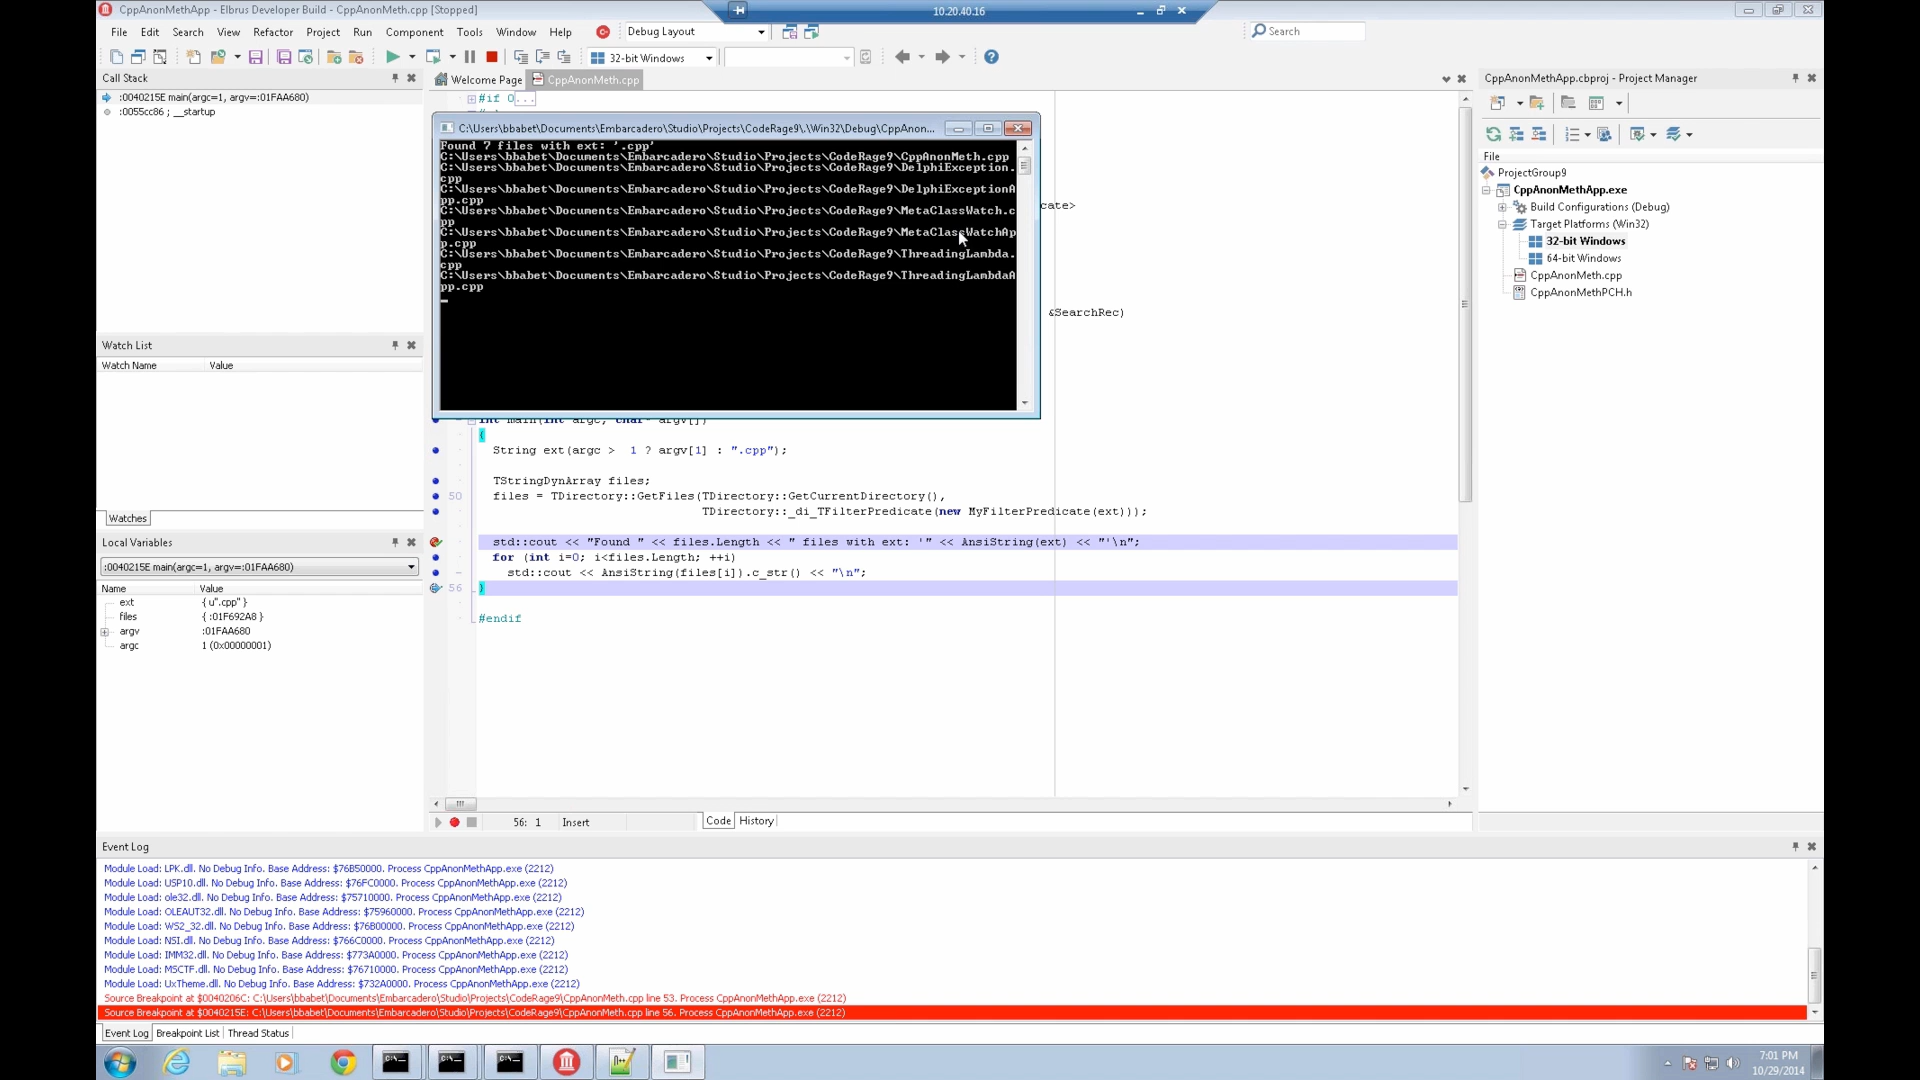 CppAnonMethApp - Elbrus Developer Build - CppAnonMeth.cpp [Stopped]
10.20.40.16
File Edit Search View Refactor Project Run Component Tools Window Help
Debug Layout
Search
32-bit Windows
Call Stack
:0040215E main(argc=1, argv=:01FAA680)
:0055cc86 ; __startup
Welcome Page
CppAnonMeth.cpp
#if 0...
C:\Users\bbabet\Documents\Embarcadero\Studio\Projects\CodeRage9\.\Win32\Debug\CppAnon...
Found 7 files with ext: '.cpp'
C:\Users\bbabet\Documents\Embarcadero\Studio\Projects\CodeRage9\CppAnonMeth.cpp
C:\Users\bbabet\Documents\Embarcadero\Studio\Projects\CodeRage9\DelphiException.
cpp
C:\Users\bbabet\Documents\Embarcadero\Studio\Projects\CodeRage9\DelphiExceptionA
pp.cpp
C:\Users\bbabet\Documents\Embarcadero\Studio\Projects\CodeRage9\MetaClassWatch.c
pp
C:\Users\bbabet\Documents\Embarcadero\Studio\Projects\CodeRage9\MetaClassWatchAp
p.cpp
C:\Users\bbabet\Documents\Embarcadero\Studio\Projects\CodeRage9\ThreadingLambda.
cpp
C:\Users\bbabet\Documents\Embarcadero\Studio\Projects\CodeRage9\ThreadingLambdaA
pp.cpp
cate>
&SearchRec)
int main(int argc, char* argv[])
{
String ext(argc > 1 ? argv[1] : ".cpp");
TStringDynArray files;
50 files = TDirectory::GetFiles(TDirectory::GetCurrentDirectory(),
TDirectory::_di_TFilterPredicate(new MyFilterPredicate(ext)));
std::cout << "Found " << files.Length << " files with ext: '" << AnsiString(ext) << "'\n";
for (int i=0; i<files.Length; ++i)
std::cout << AnsiString(files[i]).c_str() << "\n";
56 }
#endif
56: 1 Insert
Code History
Watch List
Watch Name Value
Watches
Local Variables
:0040215E main(argc=1, argv=:01FAA680)
Name Value
ext { u".cpp" }
files { :01F692A8 }
argv :01FAA680
argc 1 (0x00000001)
CppAnonMethApp.cbproj - Project Manager
File
ProjectGroup9
CppAnonMethApp.exe
Build Configurations (Debug)
Target Platforms (Win32)
32-bit Windows
64-bit Windows
CppAnonMeth.cpp
CppAnonMethPCH.h
Event Log
Module Load: LPK.dll. No Debug Info. Base Address: $76B50000. Process CppAnonMethApp.exe (2212)
Module Load: USP10.dll. No Debug Info. Base Address: $76FC0000. Process CppAnonMethApp.exe (2212)
Module Load: ole32.dll. No Debug Info. Base Address: $75710000. Process CppAnonMethApp.exe (2212)
Module Load: OLEAUT32.dll. No Debug Info. Base Address: $75960000. Process CppAnonMethApp.exe (2212)
Module Load: WS2_32.dll. No Debug Info. Base Address: $76B00000. Process CppAnonMethApp.exe (2212)
Module Load: NSI.dll. No Debug Info. Base Address: $766C0000. Process CppAnonMethApp.exe (2212)
Module Load: IMM32.dll. No Debug Info. Base Address: $773A0000. Process CppAnonMethApp.exe (2212)
Module Load: MSCTF.dll. No Debug Info. Base Address: $76710000. Process CppAnonMethApp.exe (2212)
Module Load: UxTheme.dll. No Debug Info. Base Address: $732A0000. Process CppAnonMethApp.exe (2212)
Source Breakpoint at $0040206C: C:\Users\bbabet\Documents\Embarcadero\Studio\Projects\CodeRage9\CppAnonMeth.cpp line 53. Process CppAnonMethApp.exe (2212)
Source Breakpoint at $0040215E: C:\Users\bbabet\Documents\Embarcadero\Studio\Projects\CodeRage9\CppAnonMeth.cpp line 56. Process CppAnonMethApp.exe (2212)
Event Log Breakpoint List Thread Status
7:01 PM
10/29/2014